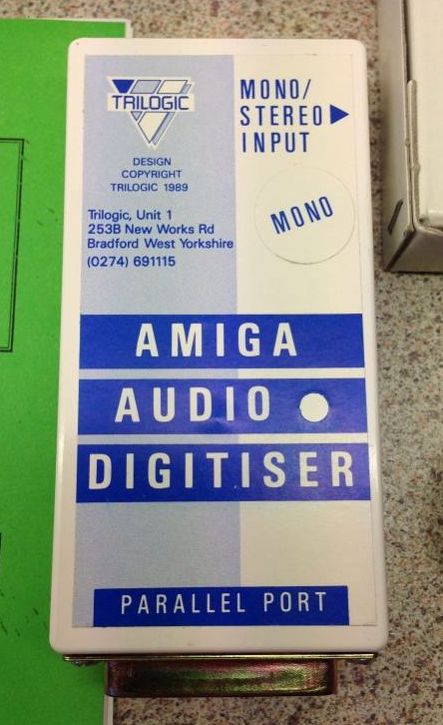 TRILOGIC
DESIGN
COPYRIGHT
TRILOGIC 1989
Trilogic, Unit 1
253B New Works Rd
Bradford West Yorkshire
(0274) 691115
MONO/
STEREO
INPUT
MONO
AMIGA
AUDIO
DIGITISER
PARALLEL PORT